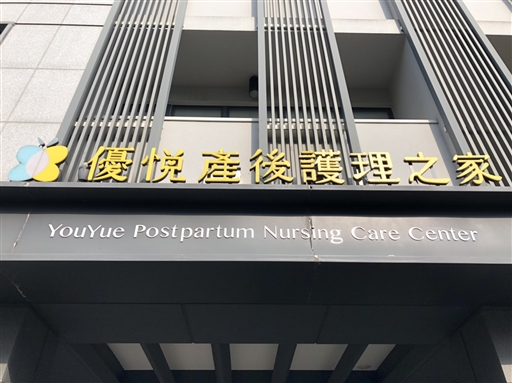 優悅產後護理之家
YouYue Postpartum Nursing Care Center